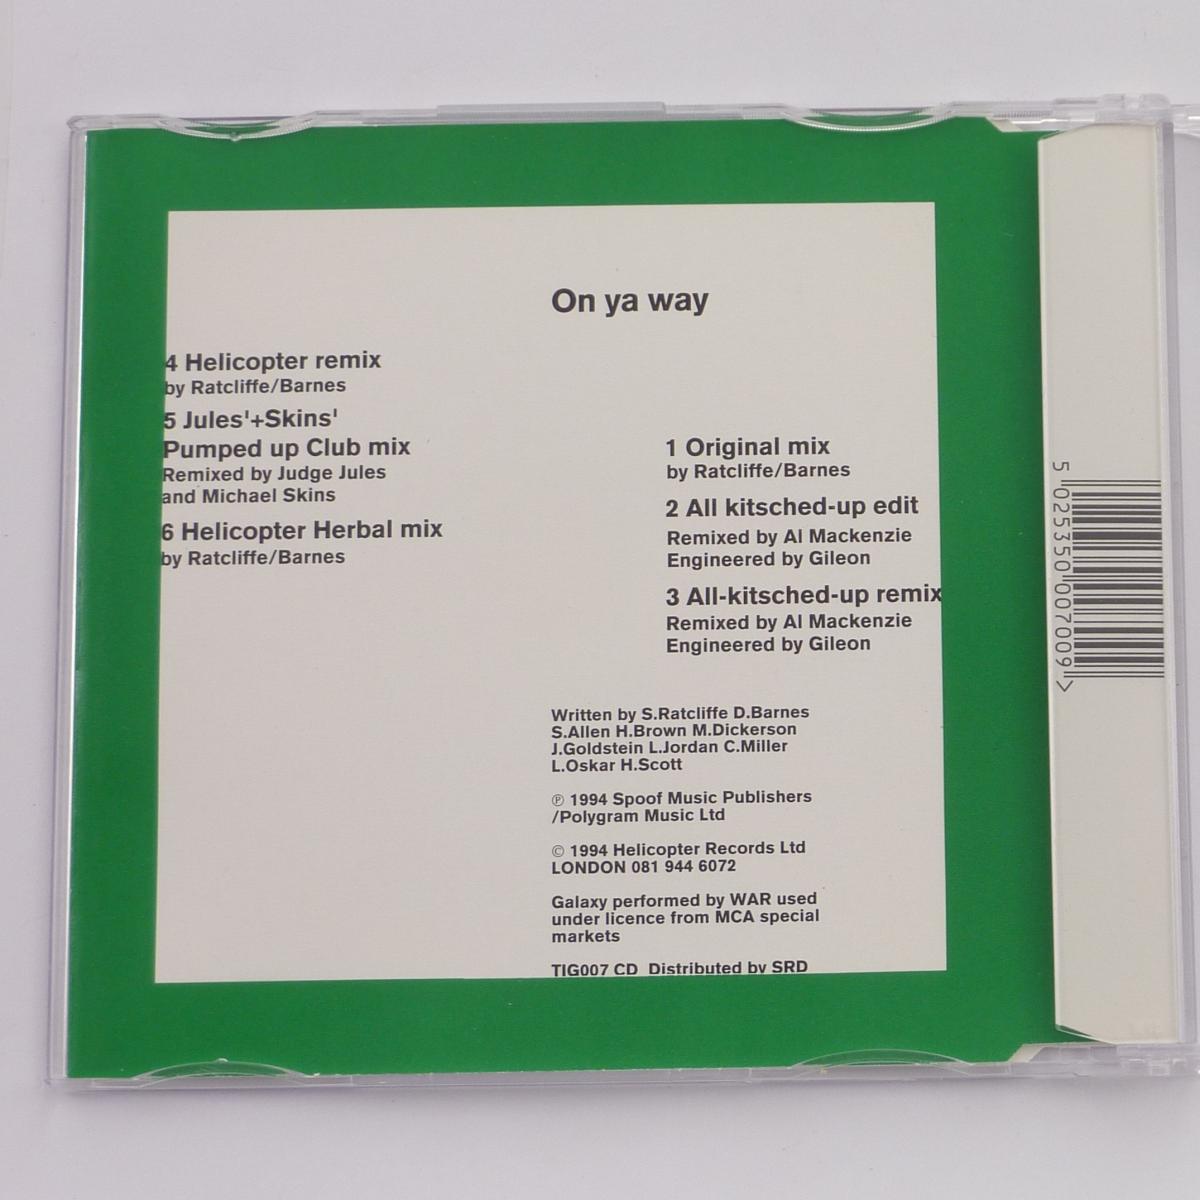 On ya way
4 Helicopter remix
by Ratcliffe/Barnes
5 Jules'+Skins'
Pumped up Club mix
Remixed by Judge Jules
and Michael Skins
6 Helicopter Herbal mix
by Ratcliffe/Barnes
1 Original mix
by Ratcliffe/Barnes
2 All kitsched-up edit
Remixed by Al Mackenzie
Engineered by Gileon
3 All-kitsched-up remix
Remixed by Al Mackenzie
Engineered by Gileon
Written by S.Ratcliffe D.Barnes
S.Allen H.Brown M.Dickerson
J.Goldstein L.Jordan C.Miller
L.Oskar H.Scott
℗ 1994 Spoof Music Publishers
/Polygram Music Ltd
© 1994 Helicopter Records Ltd
LONDON 081 944 6072
Galaxy performed by WAR used
under licence from MCA special
markets
TIG007 CD Distributed by SRD
5 025350 007009 >